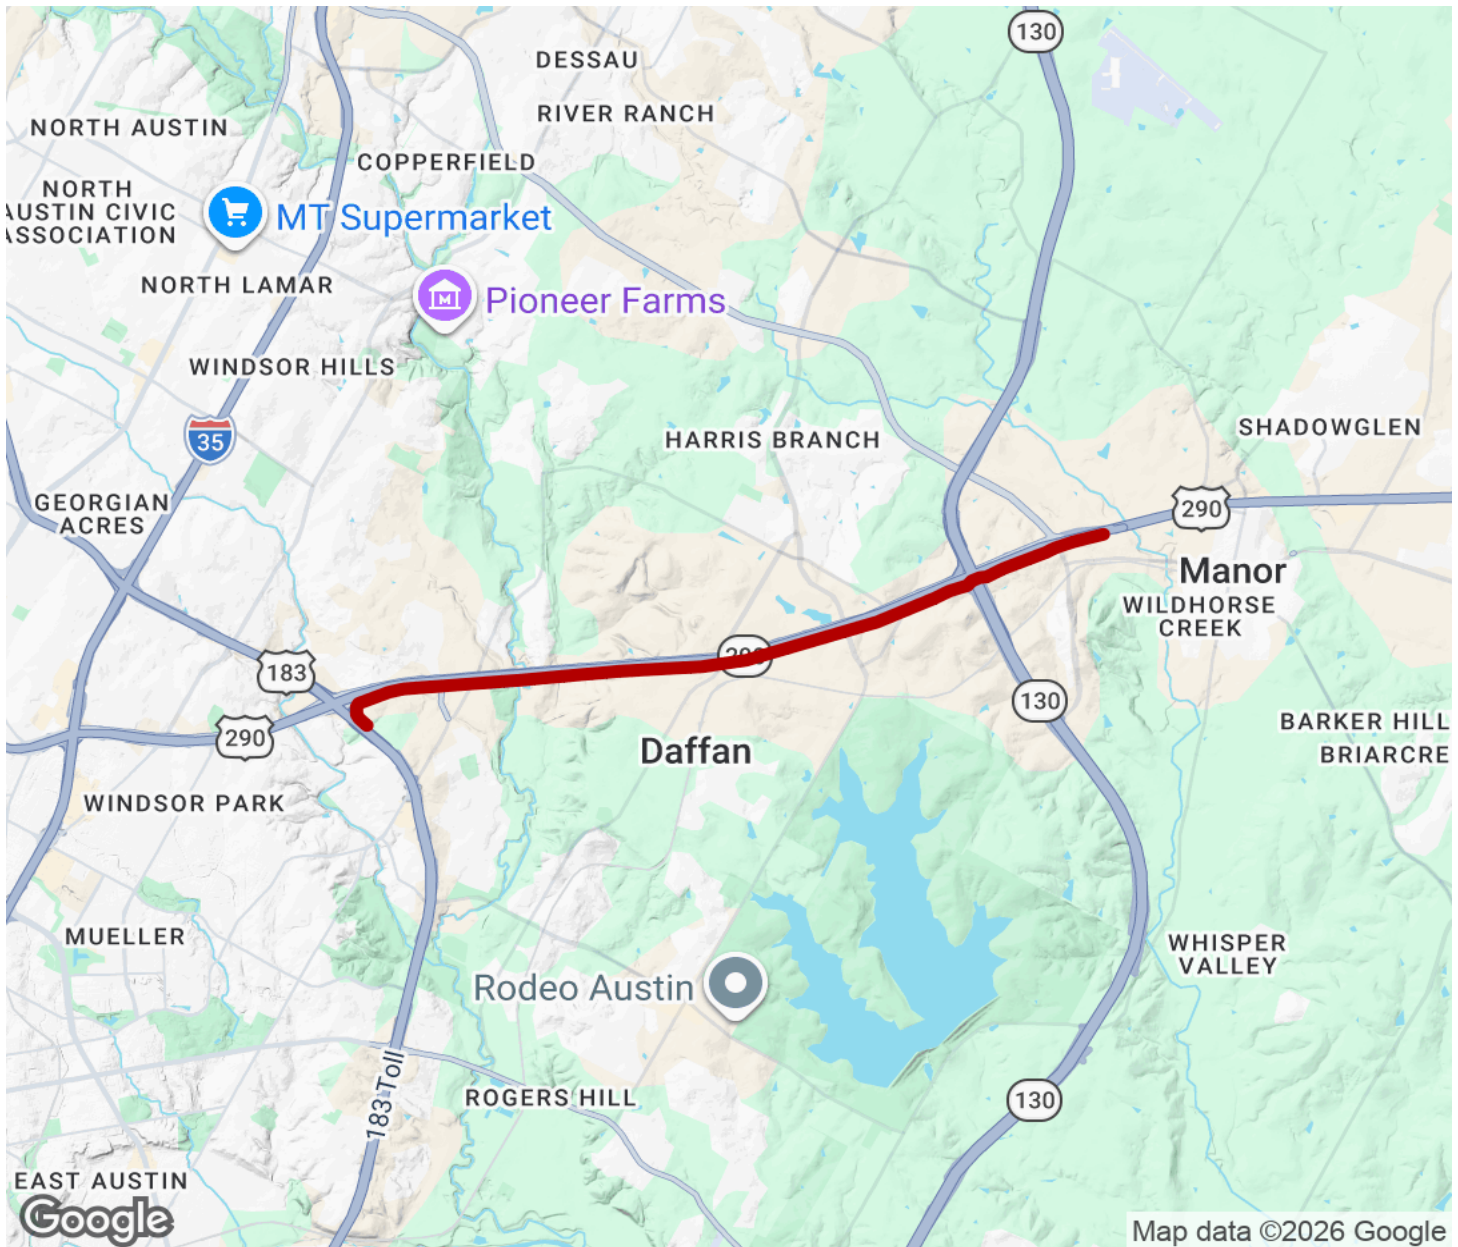 130
DESSAU
RIVER RANCH
NORTH AUSTIN
COPPERFIELD
NORTH
AUSTIN CIVIC
ASSOCIATION
MT Supermarket
NORTH LAMAR
Pioneer Farms
WINDSOR HILLS
35
HARRIS BRANCH
SHADOWGLEN
GEORGIAN
ACRES
290
Manor
WILDHORSE
CREEK
183
290
290
130
Daffan
BARKER HILL
BRIARCRE
WINDSOR PARK
MUELLER
WHISPER
VALLEY
Rodeo Austin
183 Toll
ROGERS HILL
130
EAST AUSTIN
Google
Map data ©2026 Google